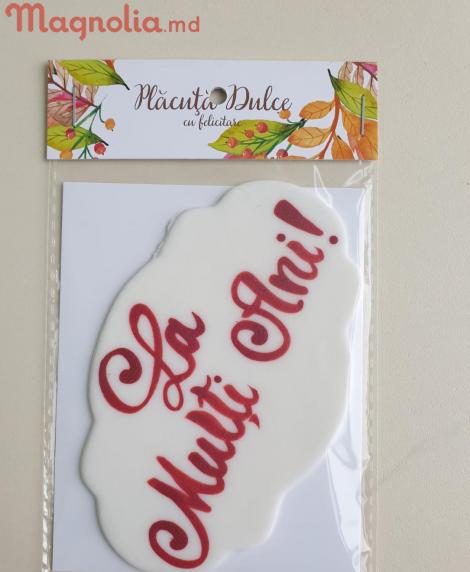 Magnolia.md
Plăcuță Dulce
cu felicitare
La
Mulți Ani!